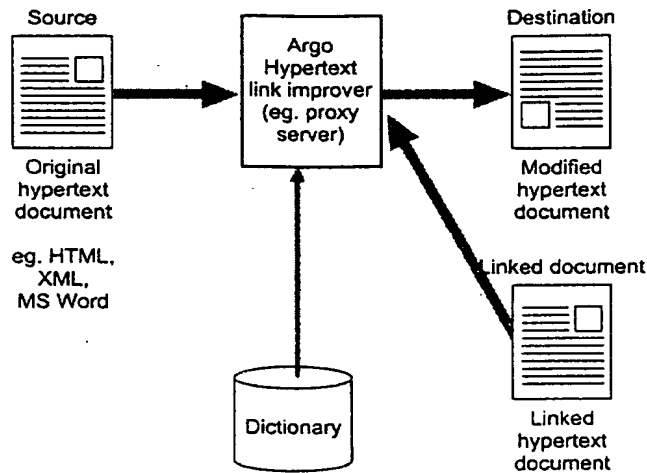 Source
Original
hypertext
document
eg. HTML,
XML,
MS Word
Argo
Hypertext
link improver
(eg. proxy
server)
Dictionary
Destination
Modified
hypertext
document
Linked document
Linked
hypertext
document